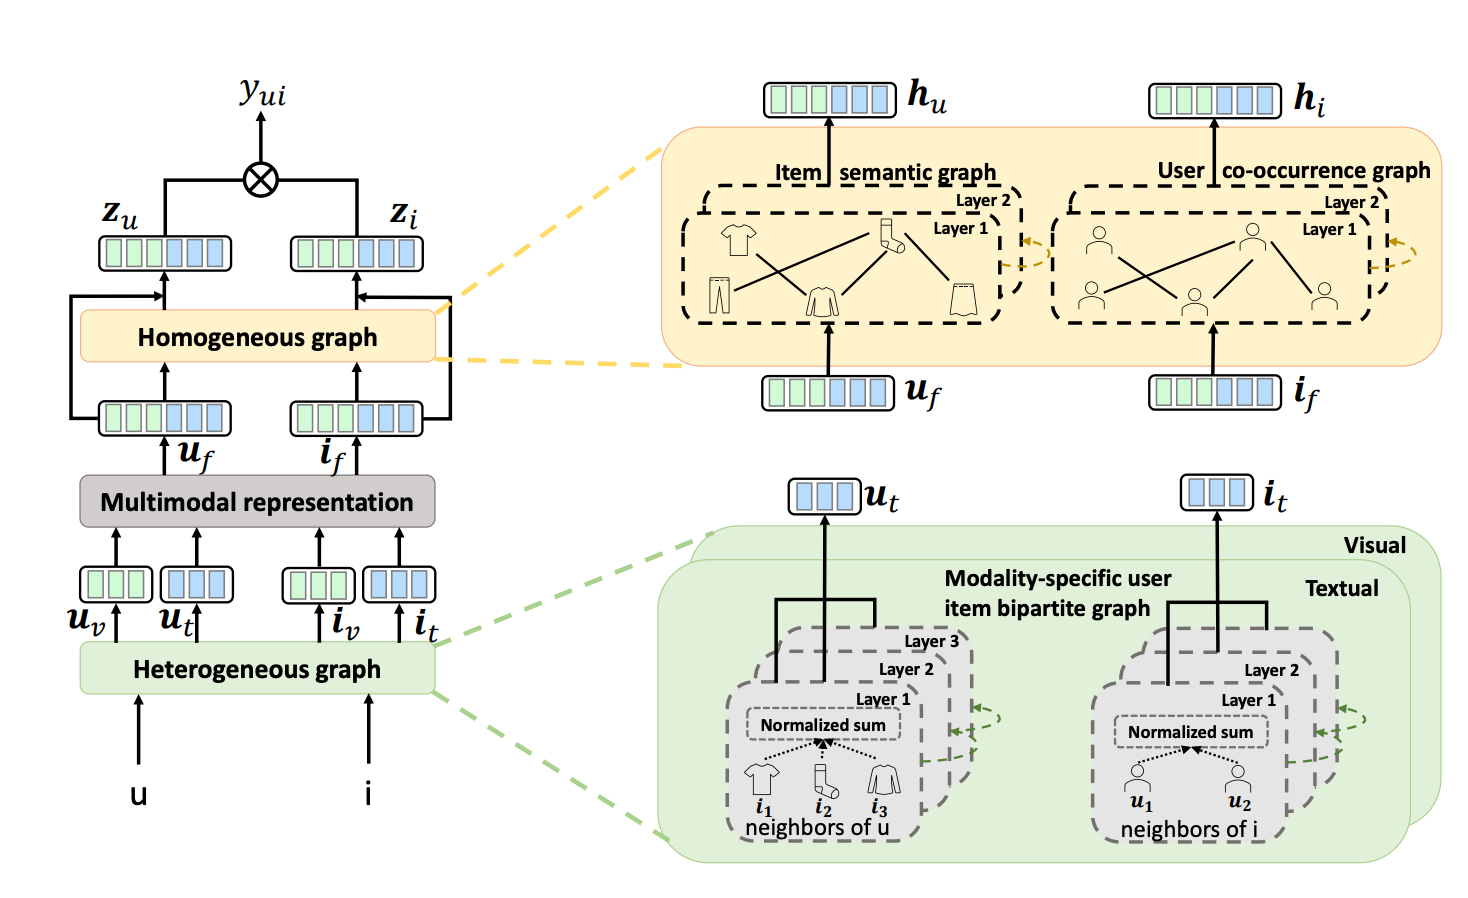 y_ui
z_u
z_i
Homogeneous graph
u_f
i_f
Multimodal representation
u_v
u_t
i_v
i_t
Heterogeneous graph
u
i
h_u
h_i
Item semantic graph
Layer 2
Layer 1
User co-occurrence graph
Layer 2
Layer 1
u_f
i_f
u_t
i_t
Visual
Textual
Modality-specific user
item bipartite graph
Layer 3
Layer 2
Layer 1
Normalized sum
i_1
i_2
i_3
neighbors of u
Layer 2
Layer 1
Normalized sum
u_1
u_2
neighbors of i